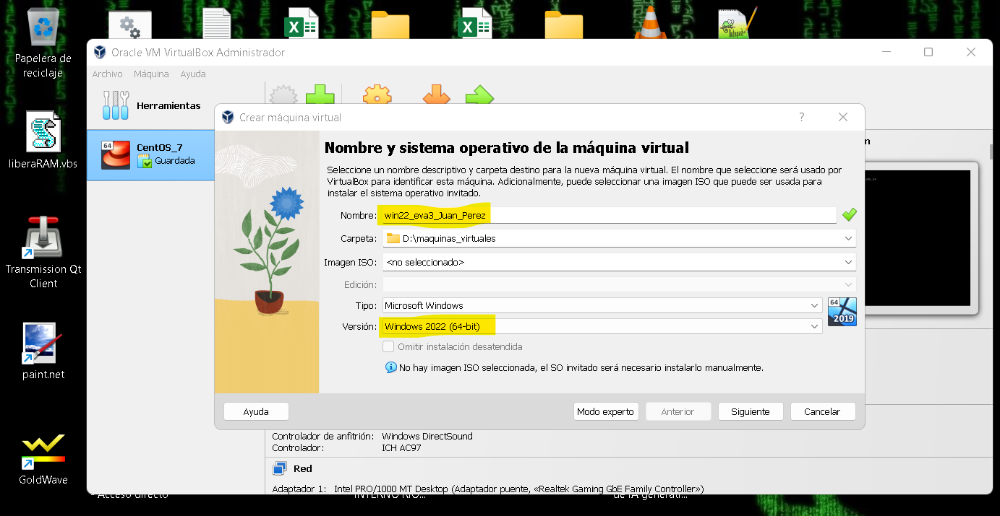 Papelera de
reciclaje
liberaRAM.vbs
Transmission Qt
Client
paint.net
GoldWave
Oracle VM VirtualBox Administrador
Archivo Máquina Ayuda
Herramientas
64
CentOS_7
Guardada
Crear máquina virtual
?
Nombre y sistema operativo de la máquina virtual
Seleccione un nombre descriptivo y carpeta destino para la nueva máquina virtual. El nombre que seleccione será usado por
VirtualBox para identificar esta máquina. Adicionalmente, puede seleccionar una imagen ISO que puede ser usada para
instalar el sistema operativo invitado.
Nombre: win22_eva3_Juan_Perez
Carpeta: D:\maquinas_virtuales
Imagen ISO: <no seleccionado>
Edición:
Tipo: Microsoft Windows
64
2019
Versión: Windows 2022 (64-bit)
Omitir instalación desatendida
No hay imagen ISO seleccionada, el SO invitado será necesario instalarlo manualmente.
Ayuda Modo experto Anterior Siguiente Cancelar
Controlador de anfitrión: Windows DirectSound
Controlador: ICH AC97
Red
Adaptador 1: Intel PRO/1000 MT Desktop (Adaptador puente, «Realtek Gaming GbE Family Controller»)
Acceso directo